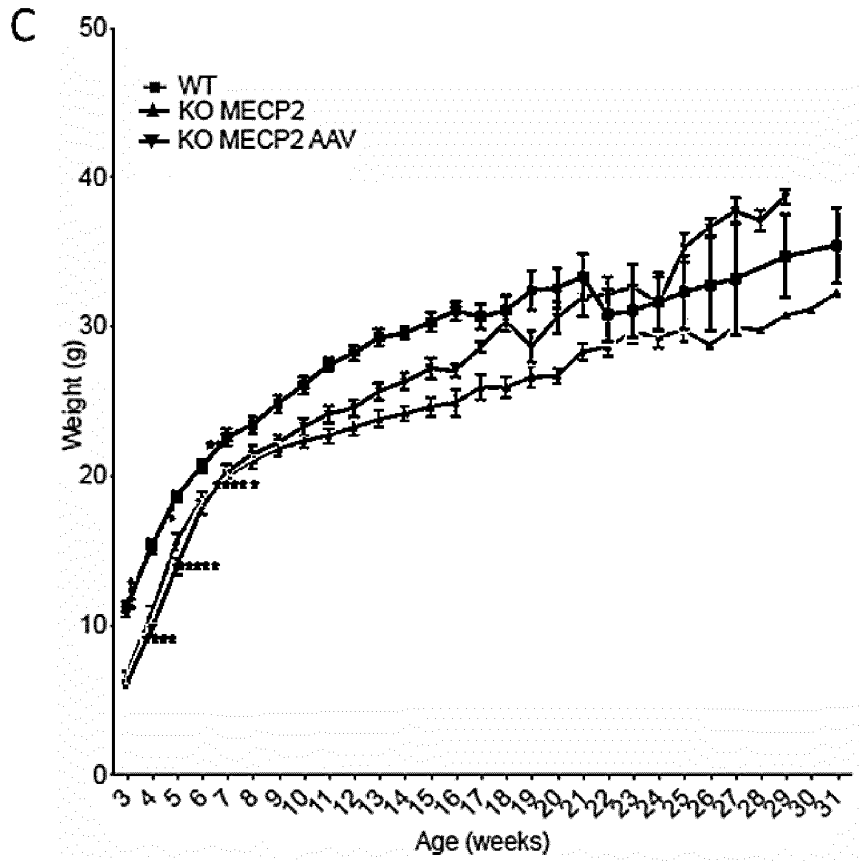 C
50
WT
KO MECP2
KO MECP2 AAV
40
30
20
10
0
Weight (g)
3 4 5 6 7 8 9 10 11 12 13 14 15 16 17 18 19 20 21 22 23 24 25 26 27 28 29 30 31
Age (weeks)